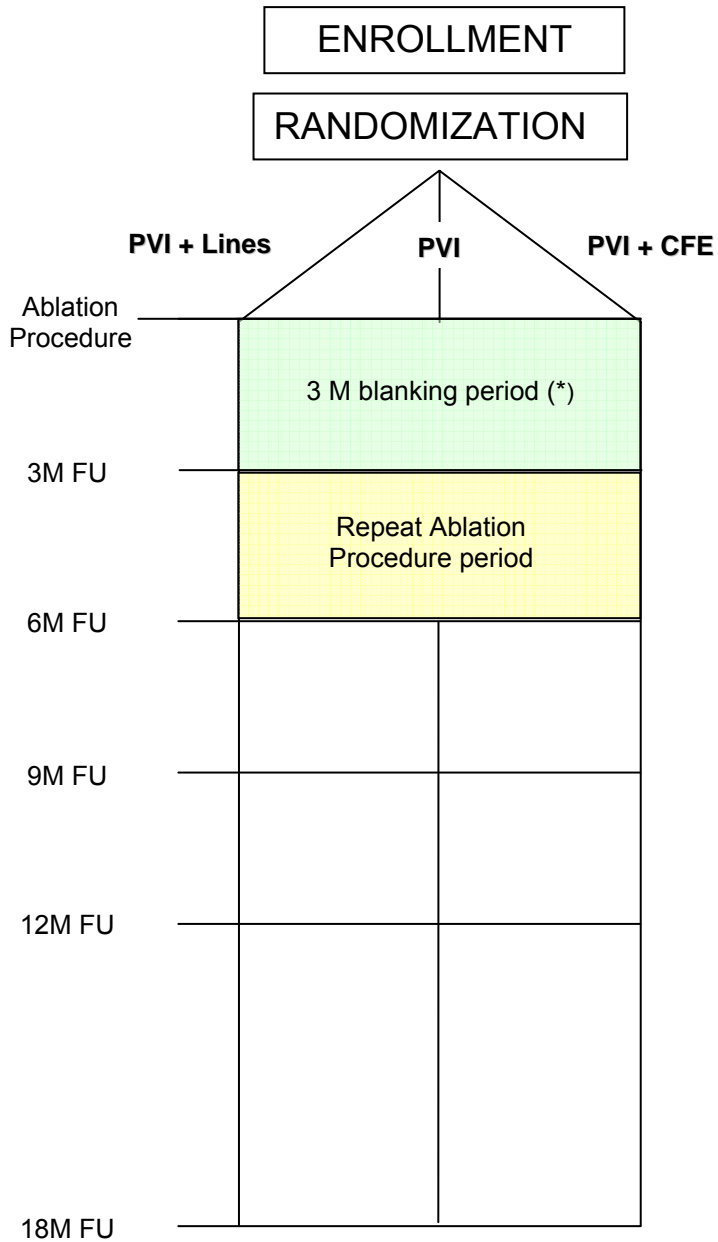 ENROLLMENT
RANDOMIZATION
PVI + Lines
PVI
PVI + CFE
Ablation
Procedure
3 M blanking period (*)
3M FU
Repeat Ablation
Procedure period
6M FU
9M FU
12M FU
18M FU